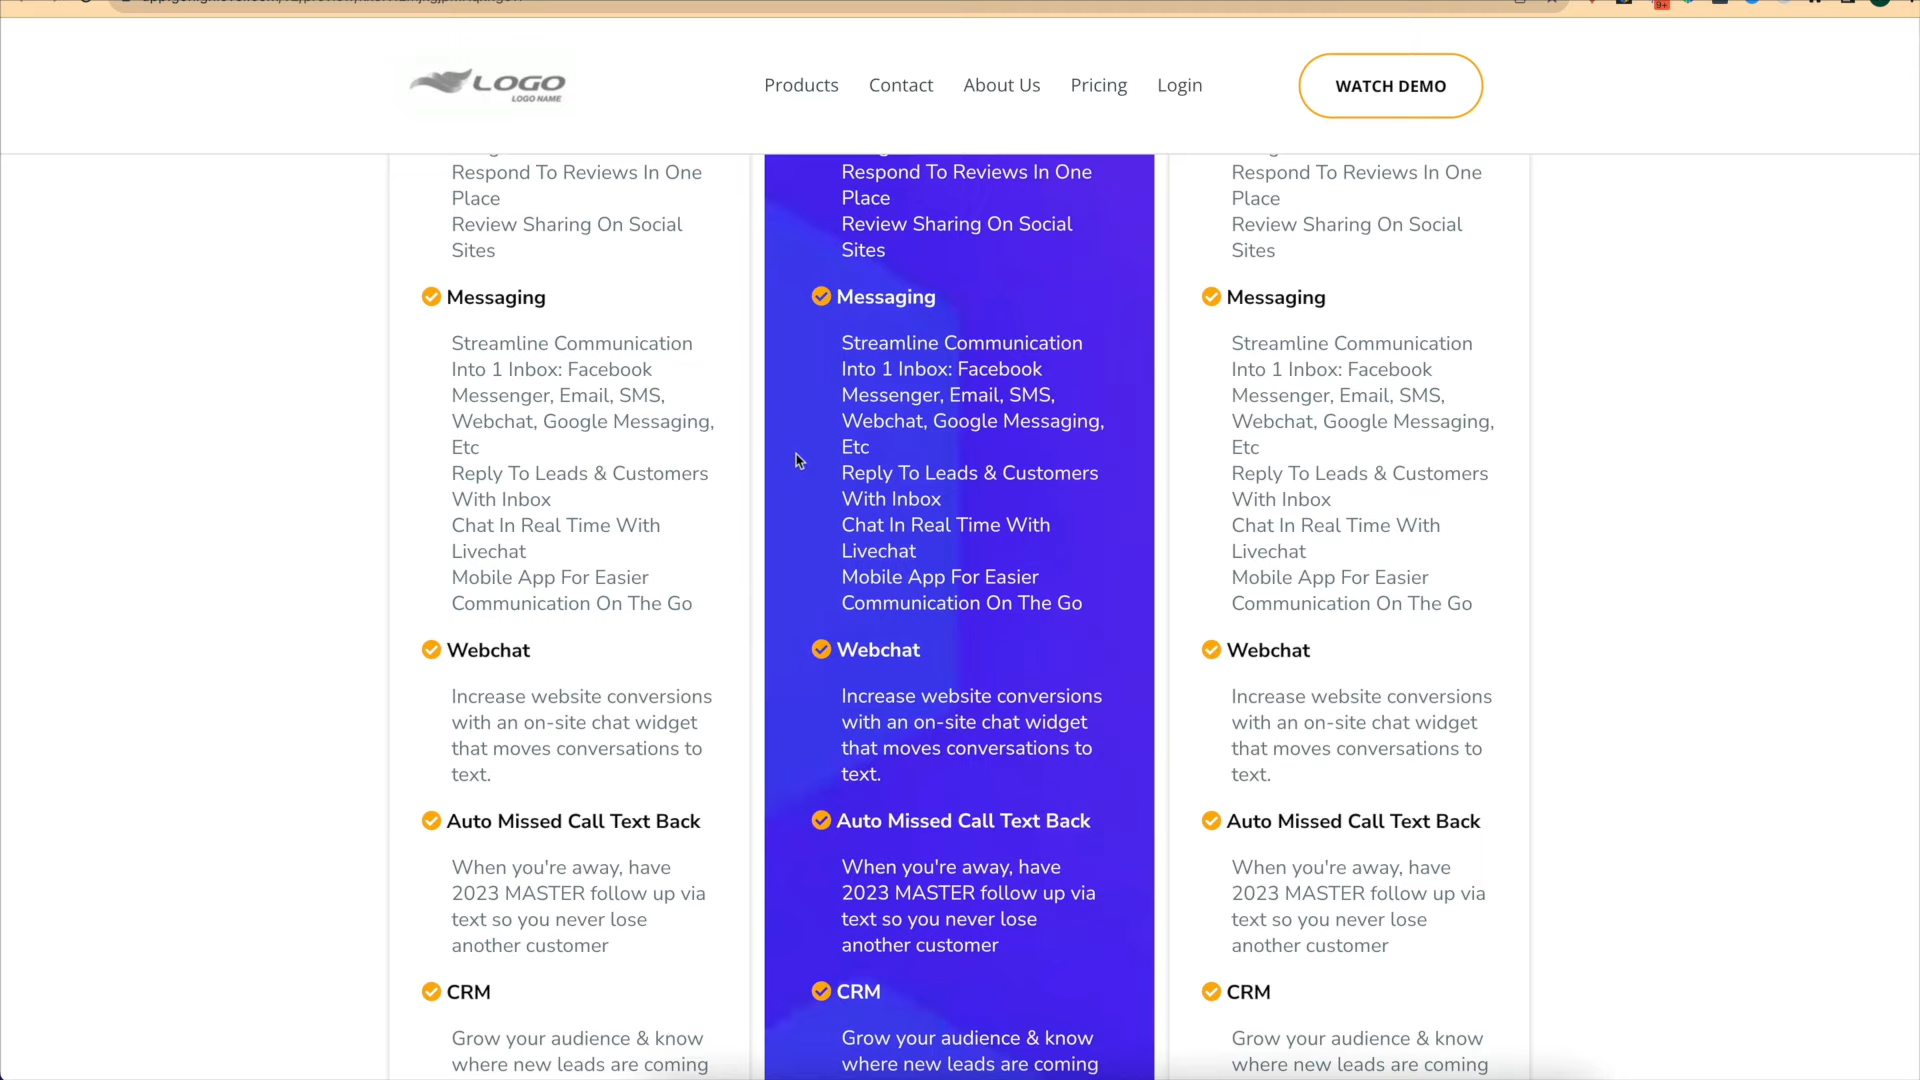 LOGO
LOGO NAME
Products
Contact
About Us
Pricing
Login
WATCH DEMO
9+
Respond To Reviews In One
Place
Review Sharing On Social
Sites
Messaging
Streamline Communication
Into 1 Inbox: Facebook
Messenger, Email, SMS,
Webchat, Google Messaging,
Etc
Reply To Leads & Customers
With Inbox
Chat In Real Time With
Livechat
Mobile App For Easier
Communication On The Go
Webchat
Increase website conversions
with an on-site chat widget
that moves conversations to
text.
Auto Missed Call Text Back
When you're away, have
2023 MASTER follow up via
text so you never lose
another customer
CRM
Grow your audience & know
where new leads are coming
Respond To Reviews In One
Place
Review Sharing On Social
Sites
Messaging
Streamline Communication
Into 1 Inbox: Facebook
Messenger, Email, SMS,
Webchat, Google Messaging,
Etc
Reply To Leads & Customers
With Inbox
Chat In Real Time With
Livechat
Mobile App For Easier
Communication On The Go
Webchat
Increase website conversions
with an on-site chat widget
that moves conversations to
text.
Auto Missed Call Text Back
When you're away, have
2023 MASTER follow up via
text so you never lose
another customer
CRM
Grow your audience & know
where new leads are coming
Respond To Reviews In One
Place
Review Sharing On Social
Sites
Messaging
Streamline Communication
Into 1 Inbox: Facebook
Messenger, Email, SMS,
Webchat, Google Messaging,
Etc
Reply To Leads & Customers
With Inbox
Chat In Real Time With
Livechat
Mobile App For Easier
Communication On The Go
Webchat
Increase website conversions
with an on-site chat widget
that moves conversations to
text.
Auto Missed Call Text Back
When you're away, have
2023 MASTER follow up via
text so you never lose
another customer
CRM
Grow your audience & know
where new leads are coming